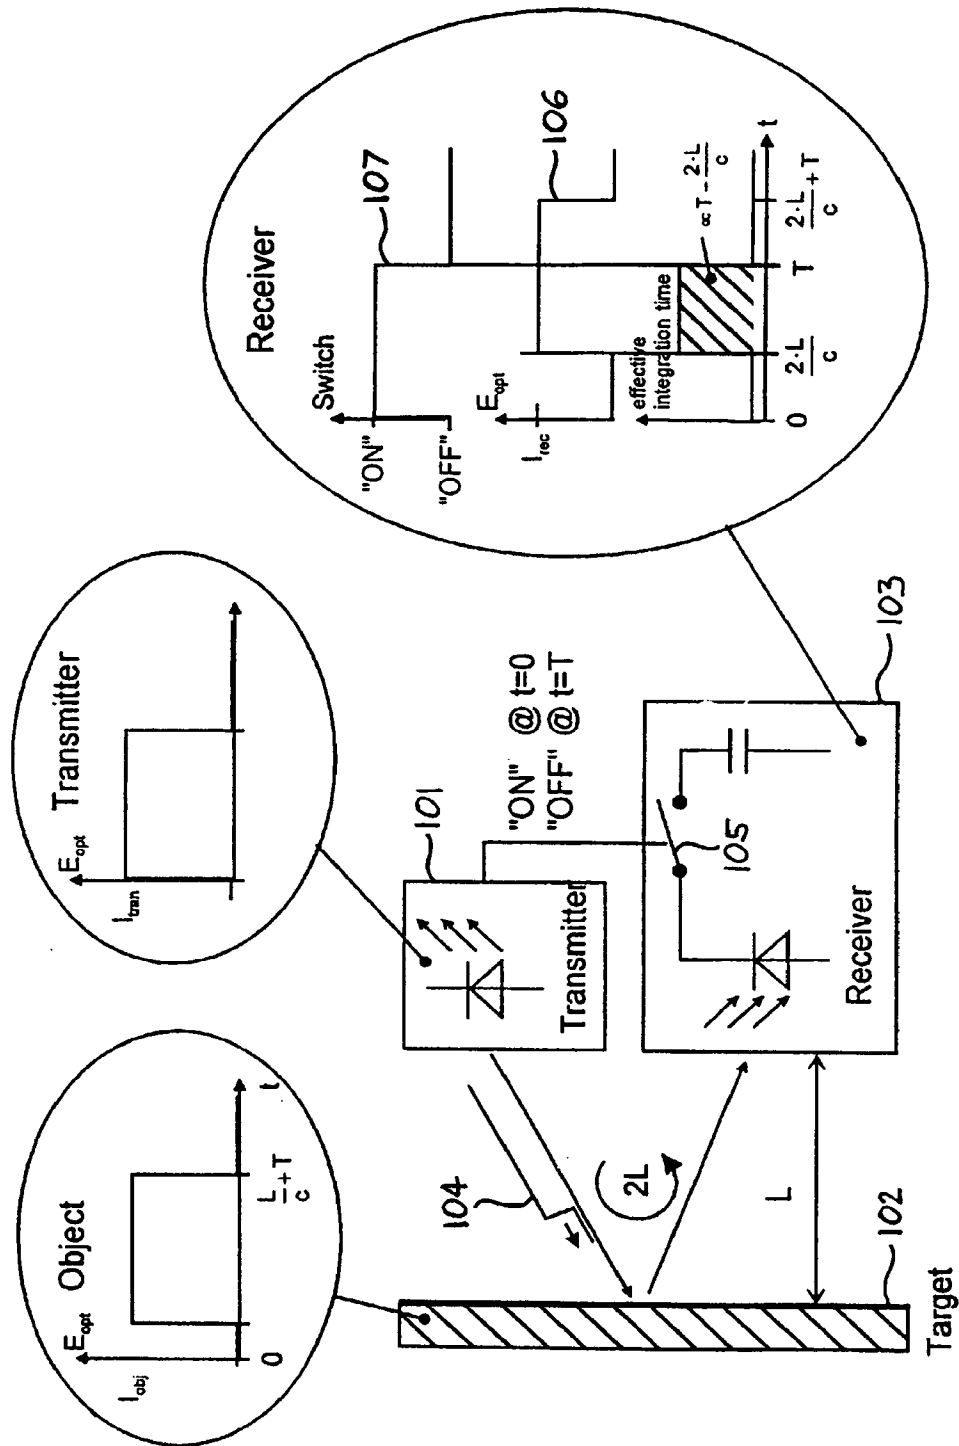 Object
E_opt
I_obj
0
L/c + T
t
Transmitter
E_opt
I_tran
Receiver
Switch
"ON"
"OFF"
107
E_opt
I_rec
106
effective
integration time
∝ T - 2·L/c
0
2·L/c
T
2·L/c + T
t
101
Transmitter
"ON" @ t=0
"OFF" @ t=T
104
2L
105
Receiver
103
L
102
Target